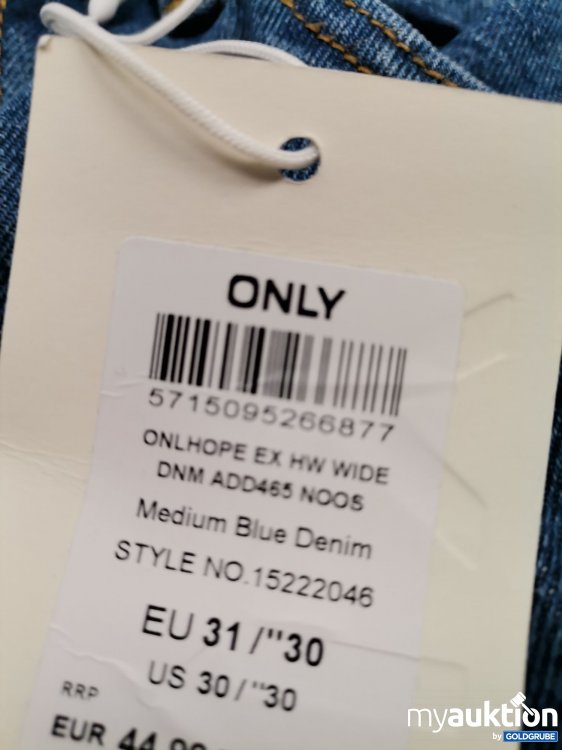 ONLY
5715095266877
ONLHOPE EX HW WIDE
DNM ADD465 NOOS
Medium Blue Denim
STYLE NO.15222046
EU 31/"30
US 30/"30
RRP
EUR 44.99
myauktion
by GOLDGRUBE